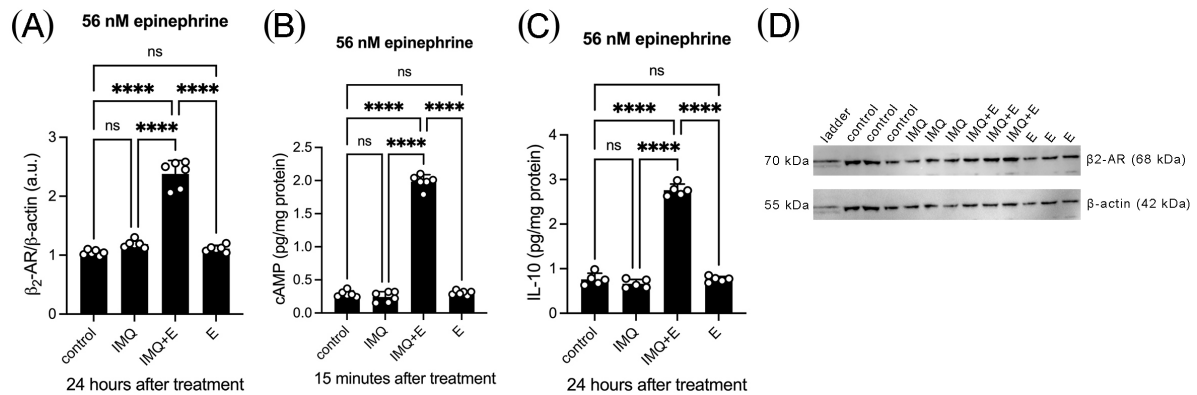 (A)
56 nM epinephrine
ns
**** ****
ns ****
β2-AR/β-actin (a.u.)
3
2
1
0
control
IMQ
IMQ+E
E
24 hours after treatment
(B)
56 nM epinephrine
ns
**** ****
ns ****
cAMP (pg/mg protein)
2.5
2.0
1.5
1.0
0.5
0.0
control
IMQ
IMQ+E
E
15 minutes after treatment
(C)
56 nM epinephrine
ns
**** ****
ns ****
IL-10 (pg/mg protein)
4
3
2
1
0
control
IMQ
IMQ+E
E
24 hours after treatment
(D)
ladder
control
control
control
IMQ
IMQ
IMQ
IMQ+E
IMQ+E
IMQ+E
E
E
E
70 kDa
β2-AR (68 kDa)
55 kDa
β-actin (42 kDa)